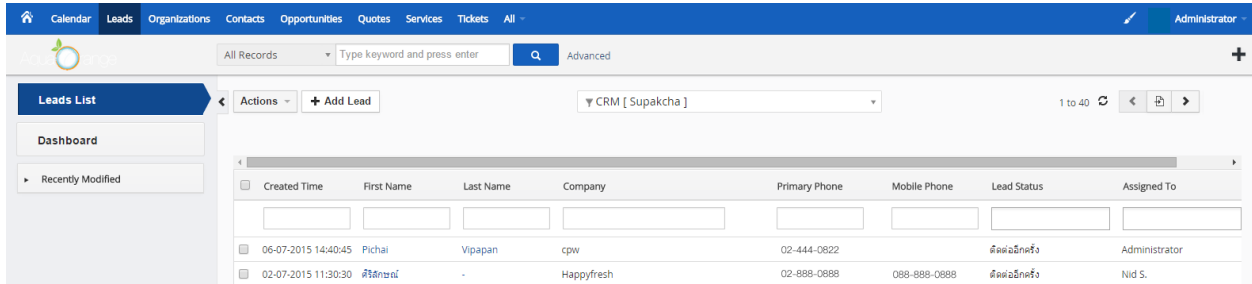 Calendar Leads Organizations Contacts Opportunities Quotes Services Tickets All Administrator
All Records Type keyword and press enter Advanced
Leads List
Actions Add Lead CRM [ Supakcha ] 1 to 40
Dashboard
Recently Modified
Created Time First Name Last Name Company Primary Phone Mobile Phone Lead Status Assigned To
06-07-2015 14:40:45 Pichai Vipapan cpw 02-444-0822 ติดต่ออีกครั้ง Administrator
02-07-2015 11:30:30 ศิริลักษณ์ - Happyfresh 02-888-0888 088-888-0888 ติดต่ออีกครั้ง Nid S.